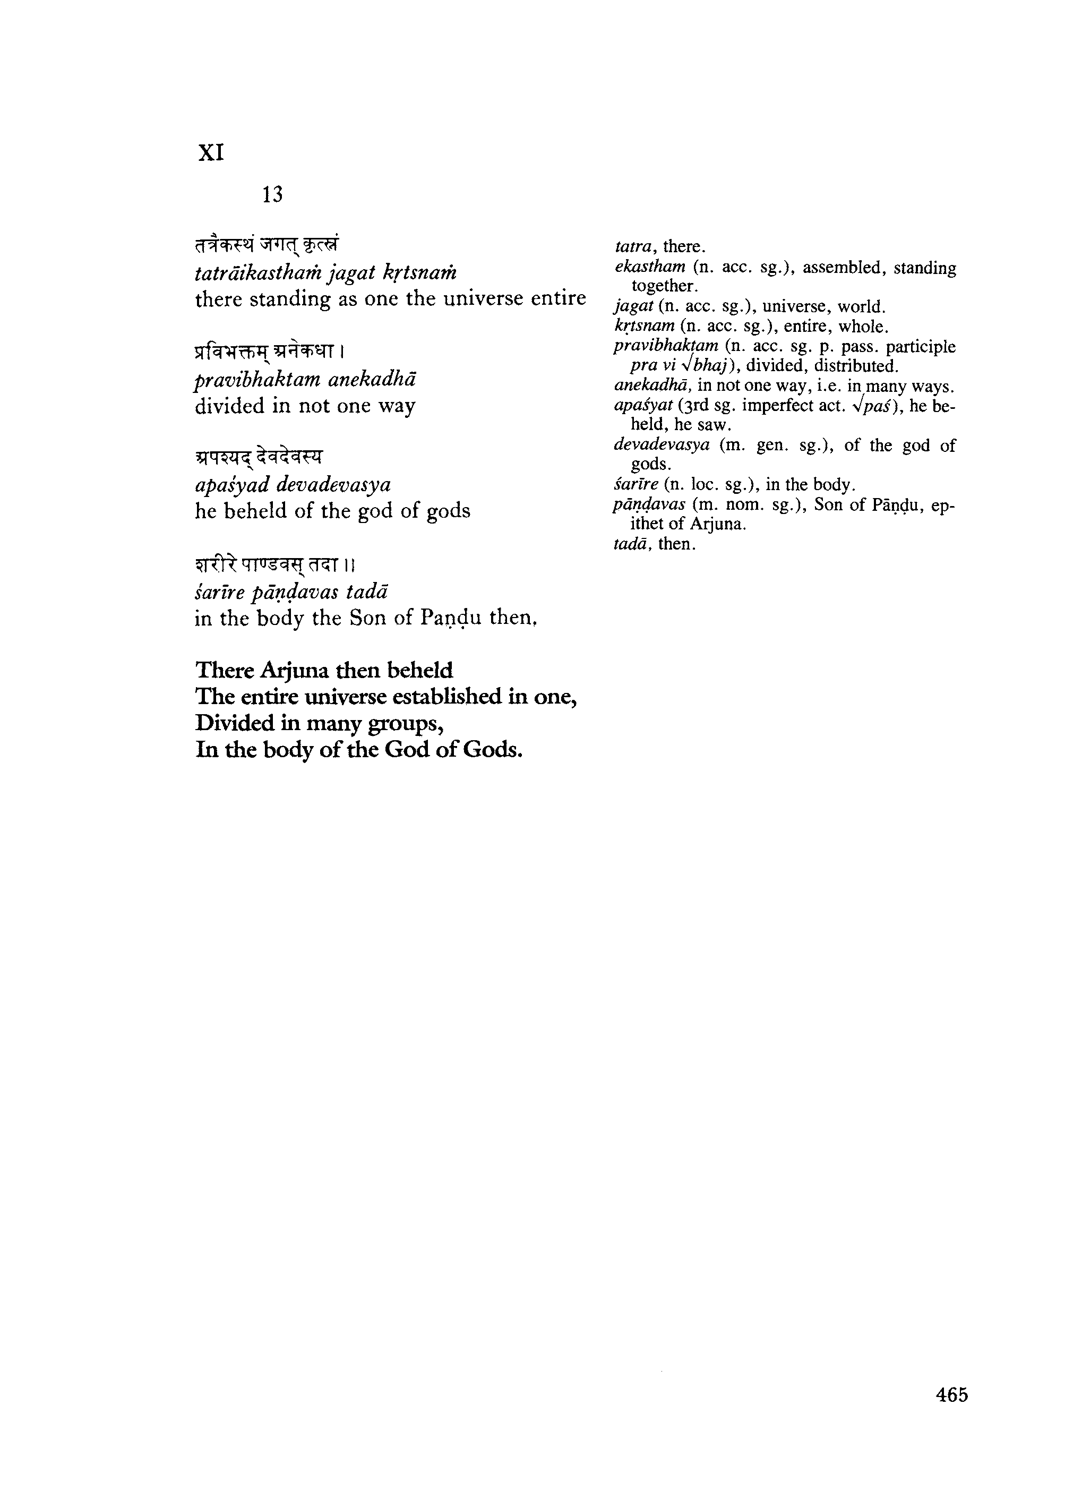 XI
13
तत्रैकस्थं जगत् कृत्स्नं
tatrāikasthaṁ jagat kṛtsnaṁ
there standing as one the universe entire
प्रविभक्तम् अनेकधा ।
pravibhaktam anekadhā
divided in not one way
अपश्यद् देवदेवस्य
apaśyad devadevasya
he beheld of the god of gods
शरीरे पाण्डवस् तदा ॥
śarīre pāṇḍavas tadā
in the body the Son of Paṇḍu then,
There Arjuna then beheld
The entire universe established in one,
Divided in many groups,
In the body of the God of Gods.
tatra, there.
ekastham (n. acc. sg.), assembled, standing
together.
jagat (n. acc. sg.), universe, world.
kṛtsnam (n. acc. sg.), entire, whole.
pravibhaktam (n. acc. sg. p. pass. participle
pra vi √bhaj), divided, distributed.
anekadhā, in not one way, i.e. in many ways.
apaśyat (3rd sg. imperfect act. √paś), he be-
held, he saw.
devadevasya (m. gen. sg.), of the god of
gods.
śarīre (n. loc. sg.), in the body.
pāṇḍavas (m. nom. sg.), Son of Pāṇḍu, ep-
ithet of Arjuna.
tadā, then.
465